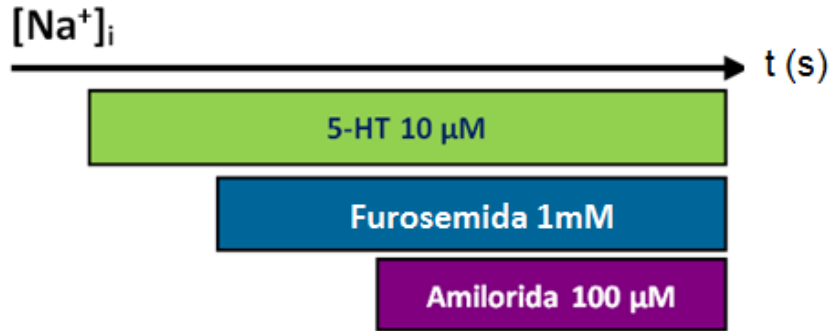 [Na⁺]ᵢ
t (s)
5-HT 10 µM
Furosemida 1mM
Amilorida 100 µM